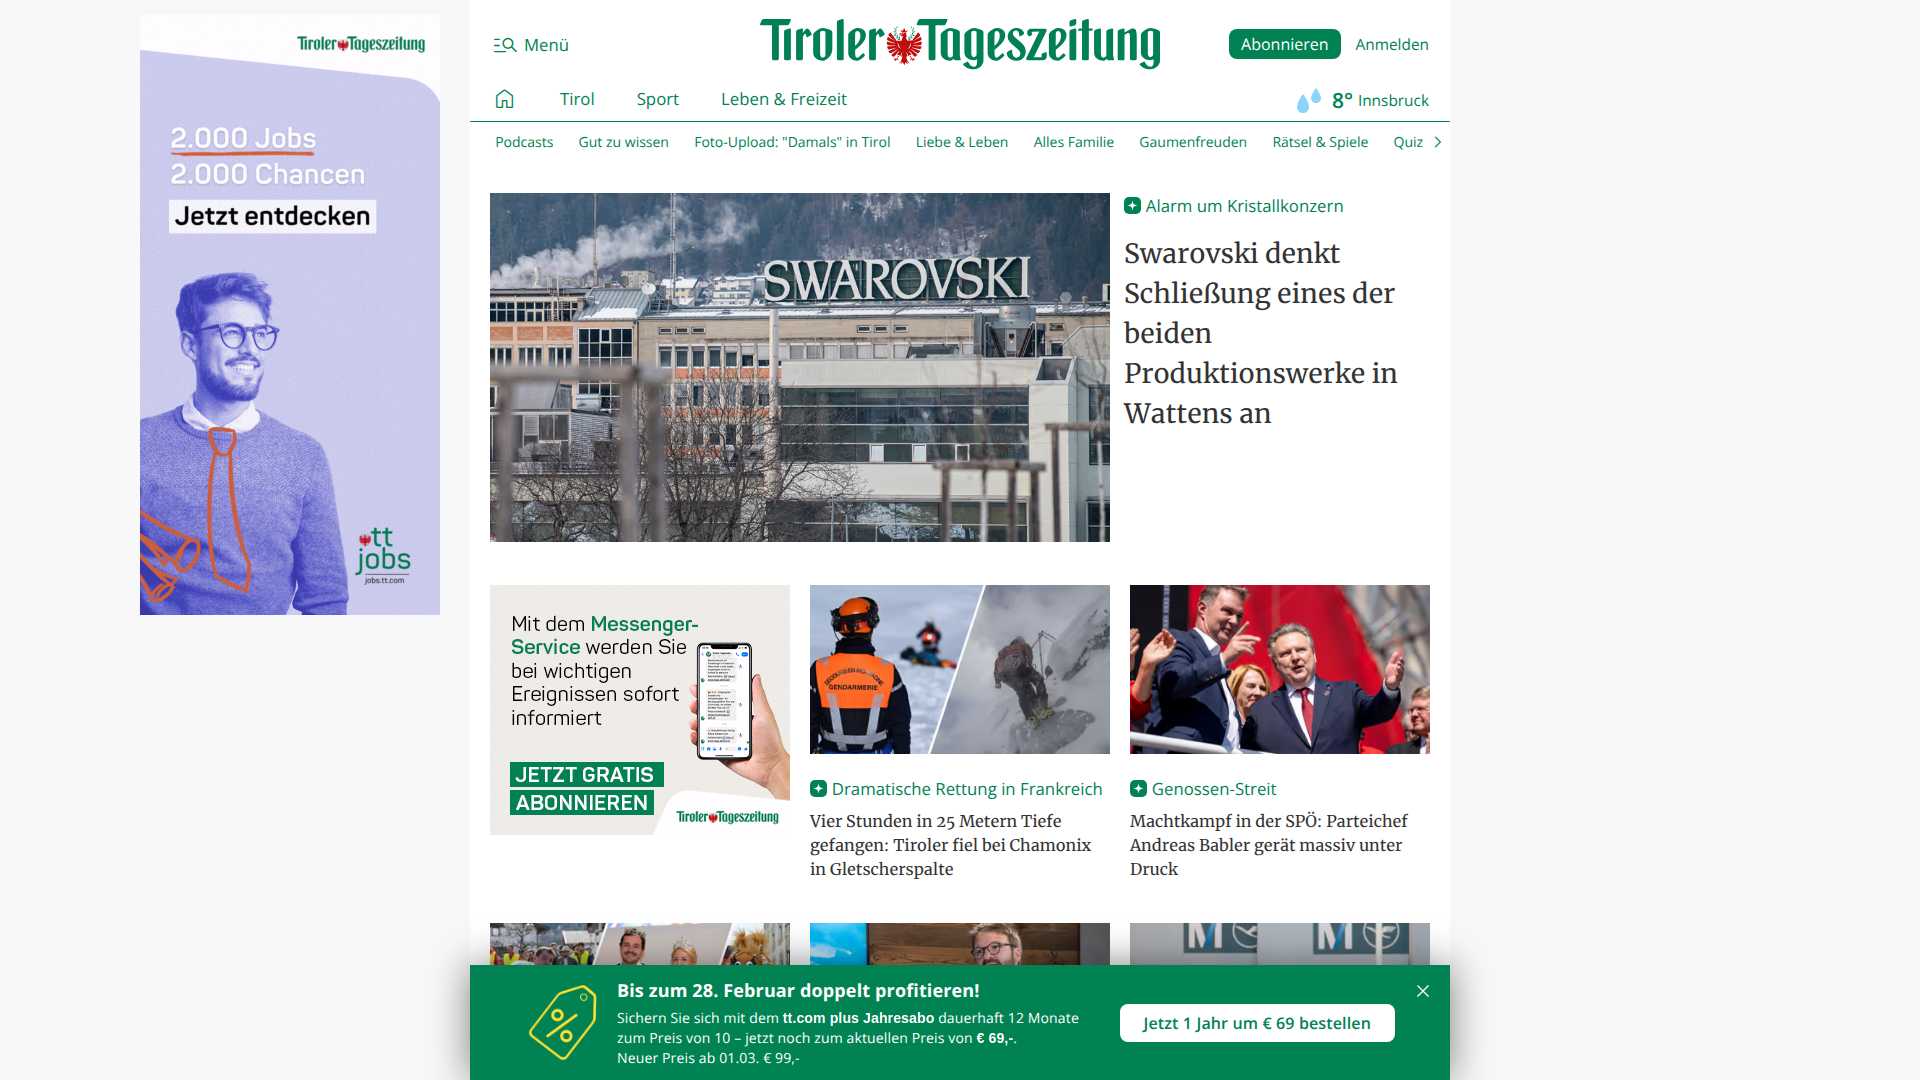 Tiroler Tageszeitung
2.000 Jobs
2.000 Chancen
Jetzt entdecken
tt
jobs
jobs.tt.com
Menü
Tiroler Tageszeitung
Abonnieren
Anmelden
Tirol
Sport
Leben & Freizeit
8° Innsbruck
Podcasts
Gut zu wissen
Foto-Upload: "Damals" in Tirol
Liebe & Leben
Alles Familie
Gaumenfreuden
Rätsel & Spiele
Quiz
SWAROVSKI
Alarm um Kristallkonzern
Swarovski denkt
Schließung eines der
beiden
Produktionswerke in
Wattens an
Mit dem Messenger-
Service werden Sie
bei wichtigen
Ereignissen sofort
informiert
JETZT GRATIS
ABONNIEREN
Tiroler Tageszeitung
GENDARMERIE
Dramatische Rettung in Frankreich
Vier Stunden in 25 Metern Tiefe
gefangen: Tiroler fiel bei Chamonix
in Gletscherspalte
Genossen-Streit
Machtkampf in der SPÖ: Parteichef
Andreas Babler gerät massiv unter
Druck
Bis zum 28. Februar doppelt profitieren!
Sichern Sie sich mit dem tt.com plus Jahresabo dauerhaft 12 Monate
zum Preis von 10 – jetzt noch zum aktuellen Preis von € 69,-.
Neuer Preis ab 01.03. € 99,-
Jetzt 1 Jahr um € 69 bestellen